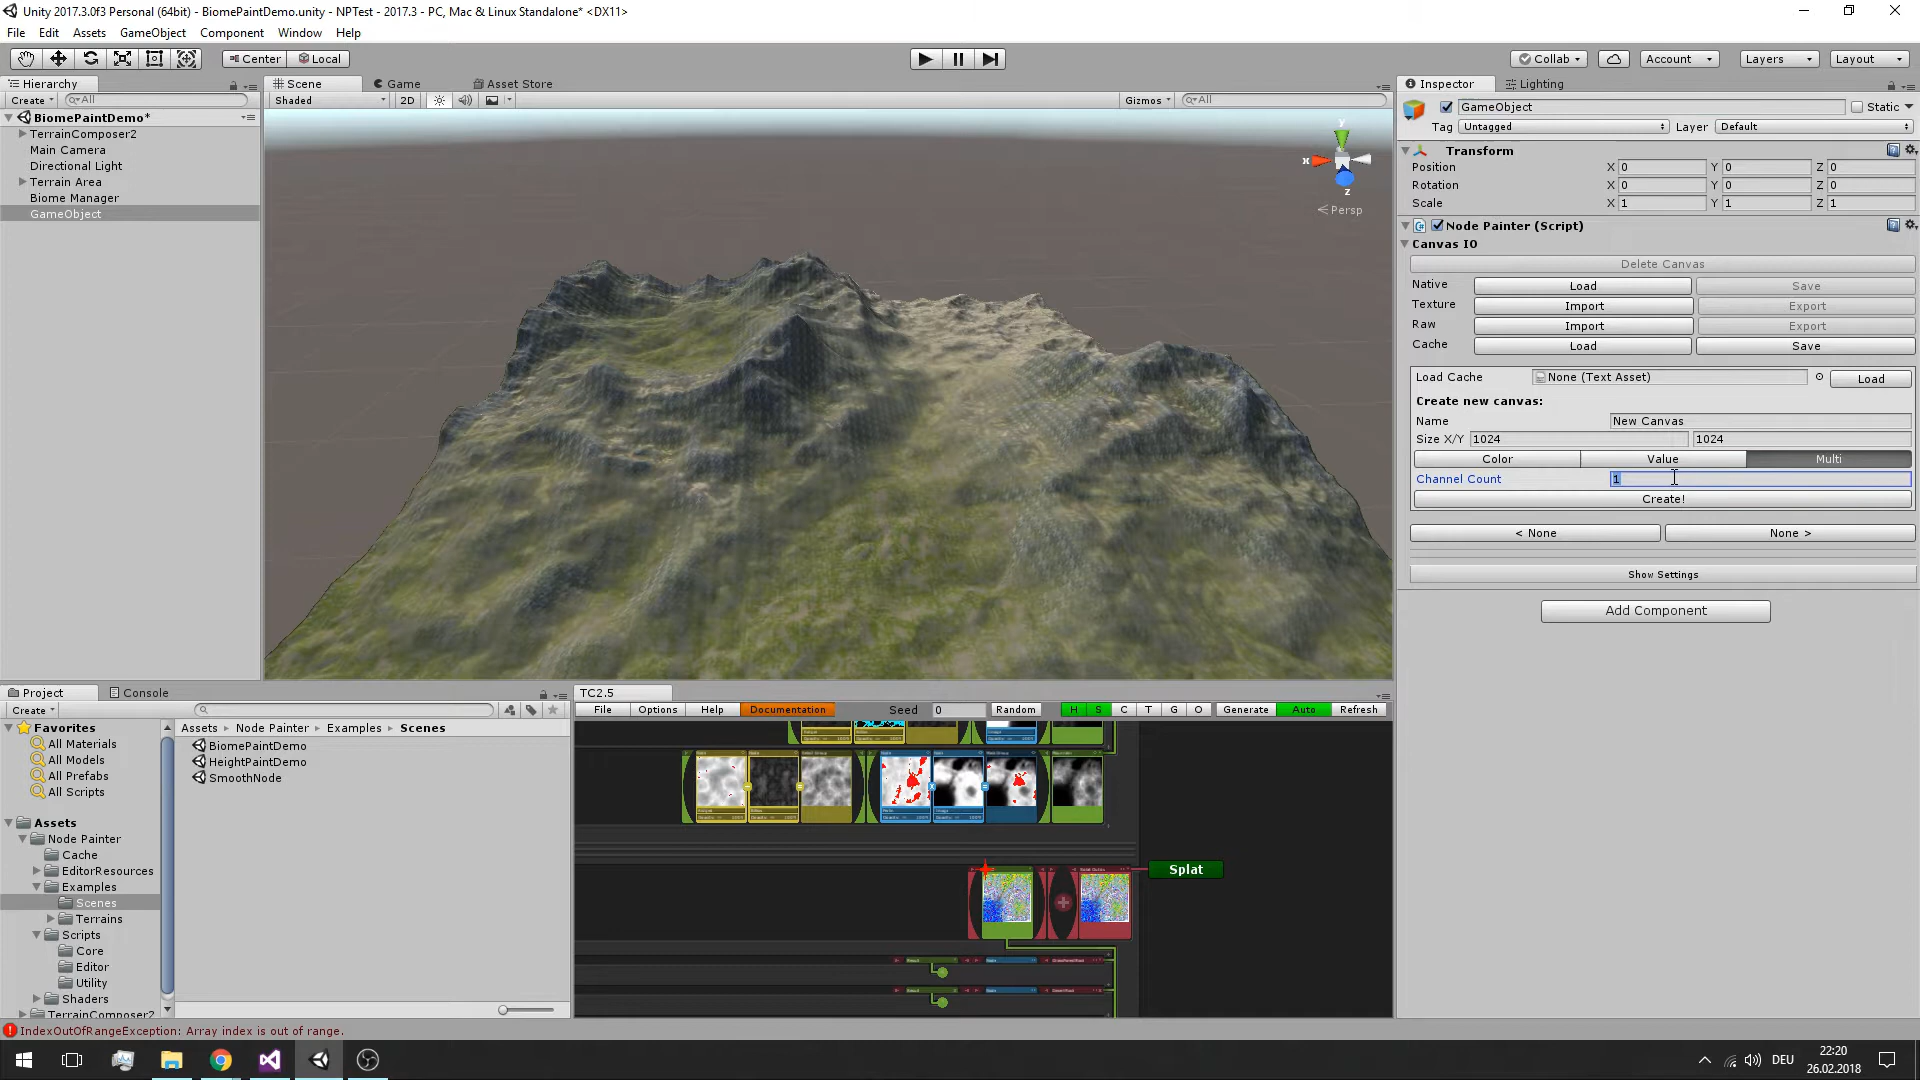 Unity 2017.3.0f3 Personal (64bit) - BiomePaintDemo.unity - NPTest - 2017.3 - PC, Mac & Linux Standalone* <DX11>
File Edit Assets GameObject Component Window Help
Center Local Collab Account Layers Layout
Hierarchy
Create All
BiomePaintDemo*
TerrainComposer2
Main Camera
Directional Light
Terrain Area
Biome Manager
GameObject
Scene Game Asset Store
Shaded 2D Gizmos All
y
x
z
Persp
Inspector Lighting
GameObject Static
Tag Untagged Layer Default
Transform
Position X 0 Y 0 Z 0
Rotation X 0 Y 0 Z 0
Scale X 1 Y 1 Z 1
Node Painter (Script)
Canvas IO
Delete Canvas
Native Load Save
Texture Import Export
Raw Import Export
Cache Load Save
Load Cache None (Text Asset) Load
Create new canvas:
Name New Canvas
Size X/Y 1024 1024
Color Value Multi
Channel Count 1
Create!
< None None >
Show Settings
Add Component
Project Console
Create
Favorites
All Materials
All Models
All Prefabs
All Scripts
Assets
Node Painter
Cache
EditorResources
Examples
Scenes
Terrains
Scripts
Core
Editor
Utility
Shaders
TerrainComposer2
Assets Node Painter Examples Scenes
BiomePaintDemo
HeightPaintDemo
SmoothNode
TC2.5
File Options Help Documentation Seed 0 Random H S C T G O Generate Auto Refresh
Splat
IndexOutOfRangeException: Array index is out of range.
DEU
22:20
26.02.2018